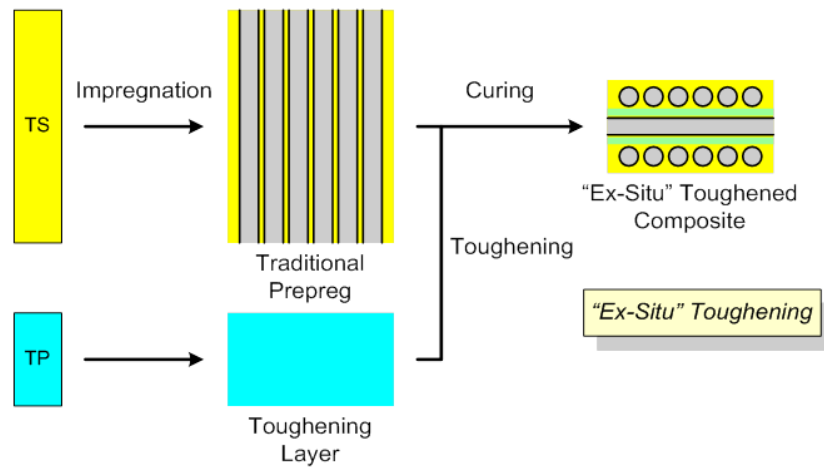 TS
Impregnation
Traditional
Prepreg
Curing
Toughening
“Ex-Situ” Toughened
Composite
“Ex-Situ” Toughening
TP
Toughening
Layer